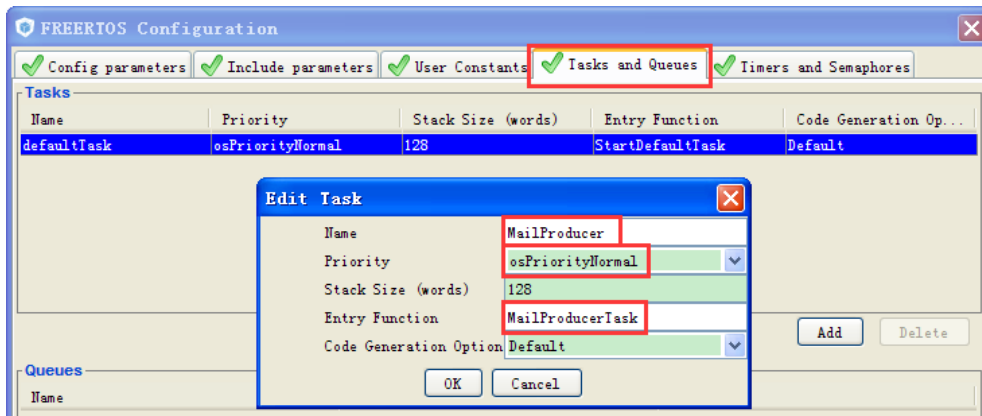 FREERTOS Configuration
Config parameters Include parameters User Constants Tasks and Queues Timers and Semaphores
Tasks
Name Priority Stack Size (words) Entry Function Code Generation Op...
defaultTask osPriorityNormal 128 StartDefaultTask Default
Edit Task
Name MailProducer
Priority osPriorityNormal
Stack Size (words) 128
Entry Function MailProducerTask
Code Generation Option Default
Add Delete
OK Cancel
Queues
Name